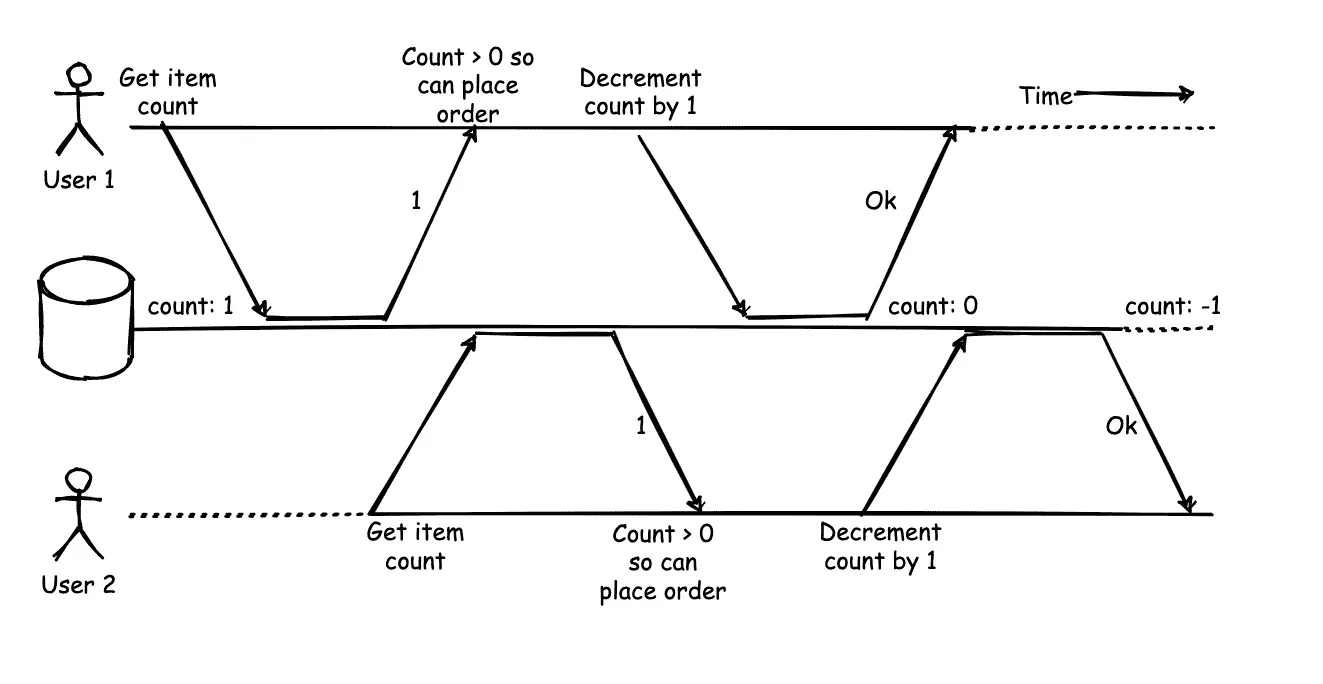 Get item
count
Count > 0 so
can place
order
Decrement
count by 1
Time
User 1
1
Ok
count: 1
count: 0
count: -1
1
Ok
Get item
count
Count > 0
so can
place order
Decrement
count by 1
User 2